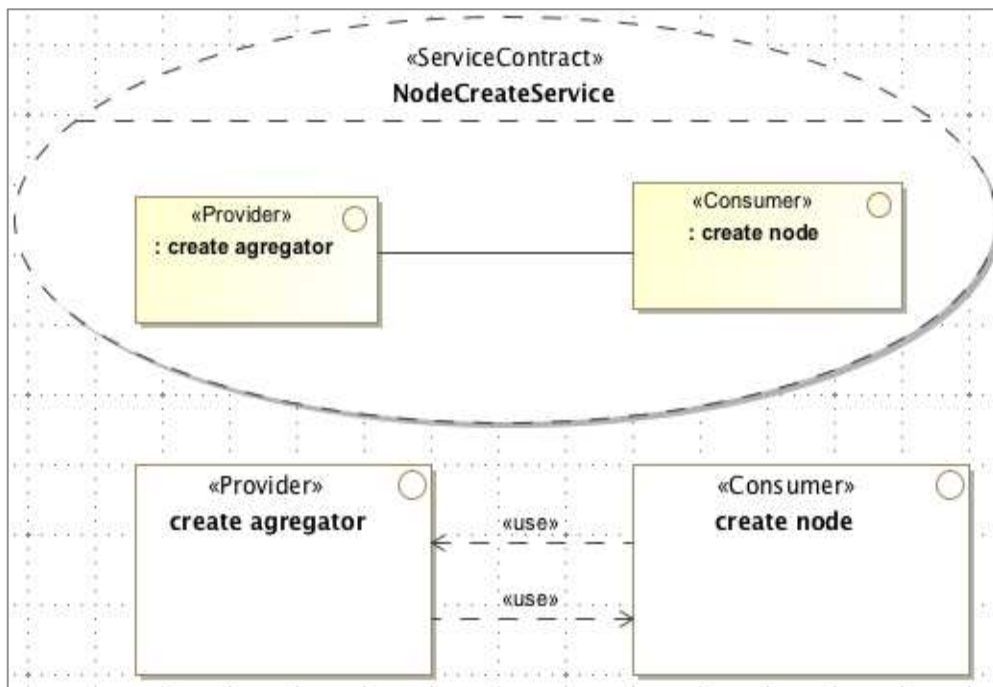 «ServiceContract»
NodeCreateService
«Provider»
: create agregator
«Consumer»
: create node
«Provider»
create agregator
«use»
«use»
«Consumer»
create node